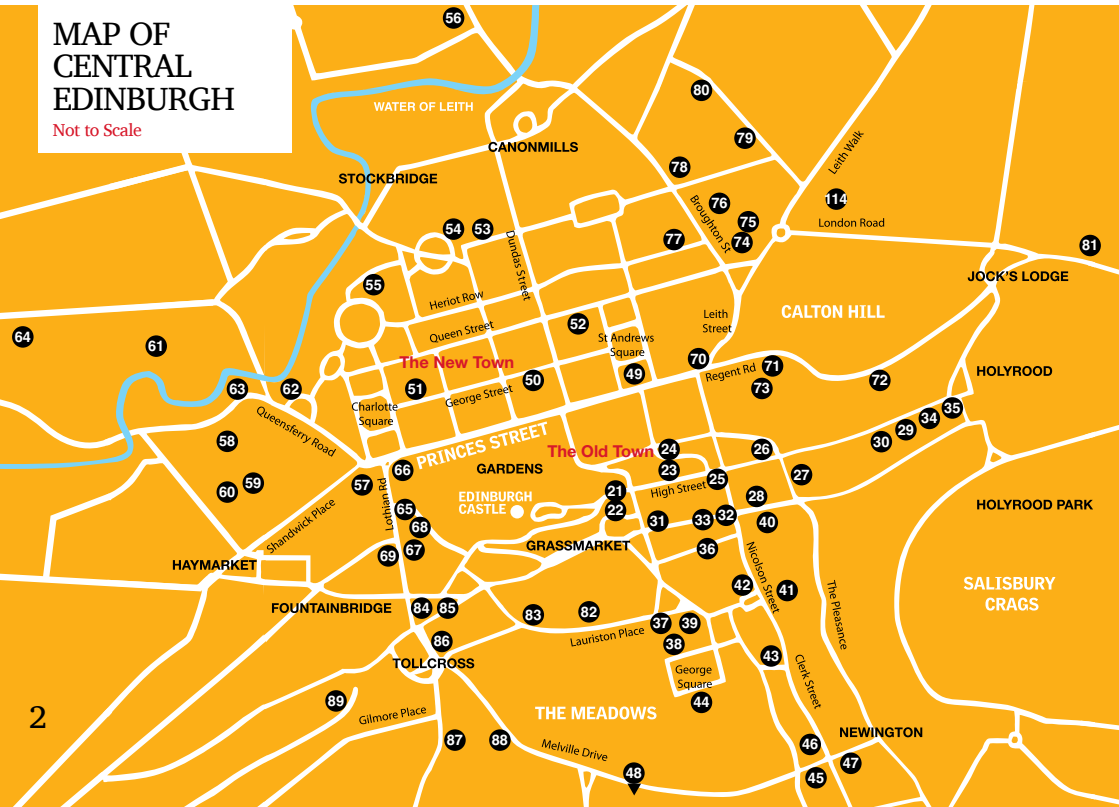 MAP OF
CENTRAL
EDINBURGH
Not to Scale
56
WATER OF LEITH
80
79
CANONMILLS
78
STOCKBRIDGE
Leith Walk
114
76
75
74
77
Broughton St
London Road
54
53
Dundas Street
81
JOCK'S LODGE
55
Heriot Row
Queen Street
52
St Andrews
Square
Leith
Street
CALTON HILL
64
61
The New Town
49
70
Regent Rd
71
73
72
HOLYROOD
63
62
51
50
George Street
Charlotte
Square
Queensferry Road
35
34
29
30
58
PRINCES STREET
The Old Town
24
23
26
66
GARDENS
57
59
60
21
22
High Street
25
27
28
EDINBURGH
CASTLE
Lothian Rd
65
68
Shandwick Place
31
33
32
40
HOLYROOD PARK
69
67
GRASSMARKET
36
HAYMARKET
Nicolson Street
42
41
The Pleasance
SALISBURY
CRAGS
FOUNTAINBRIDGE
84
85
83
82
Lauriston Place
37
39
38
86
TOLLCROSS
43
George
Square
44
Clerk Street
89
Gilmore Place
THE MEADOWS
2
87
88
Melville Drive
NEWINGTON
46
47
45
48